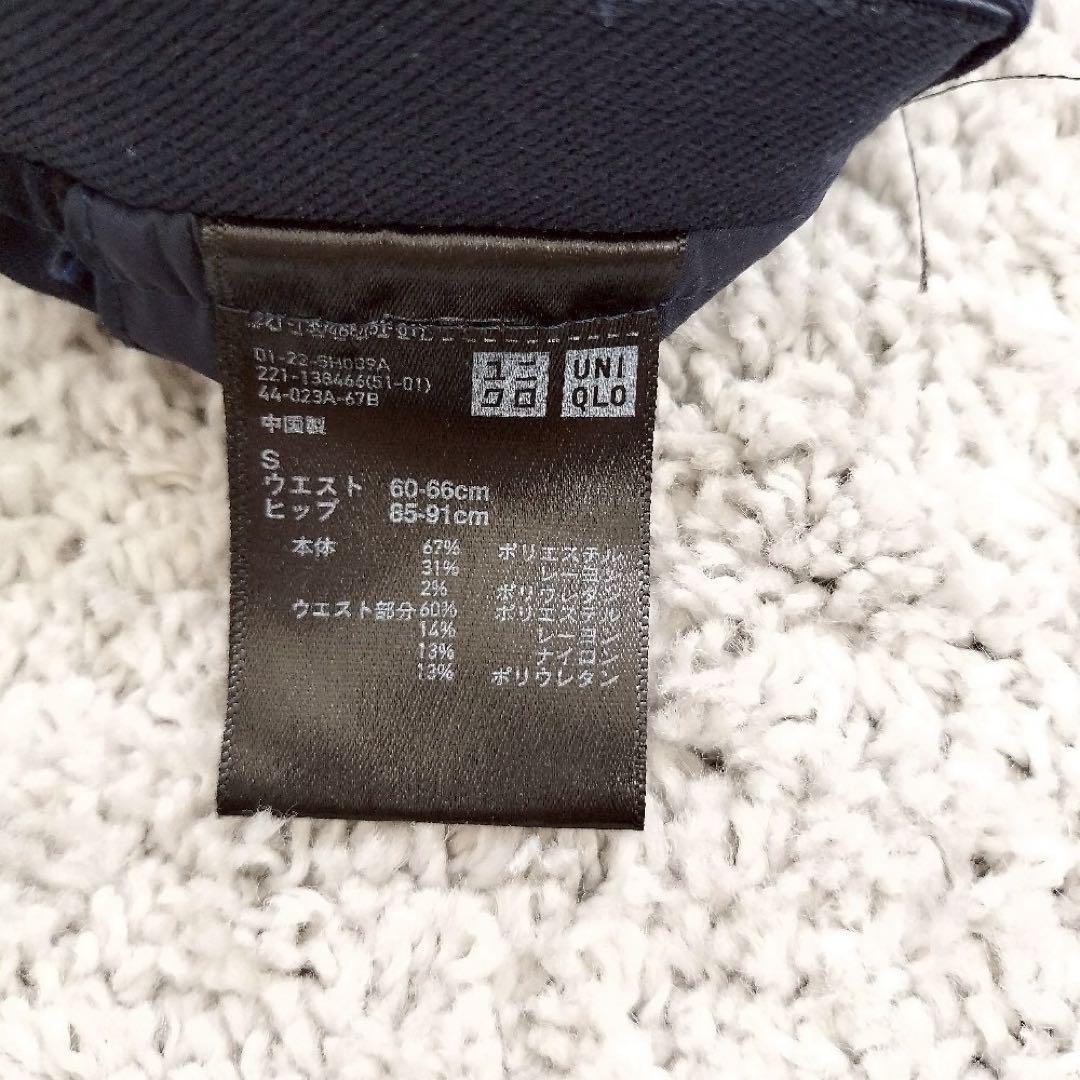 221-138466(51-01)
44-023A-67B
中国製
ユニ
クロ
UNI
QLO
S
ウエスト 60-66cm
ヒップ 85-91cm
本体 67% ポリエステル
31% レーヨン
2% ポリウレタン
ウエスト部分 60% ポリエステル
14% レーヨン
13% ナイロン
13% ポリウレタン